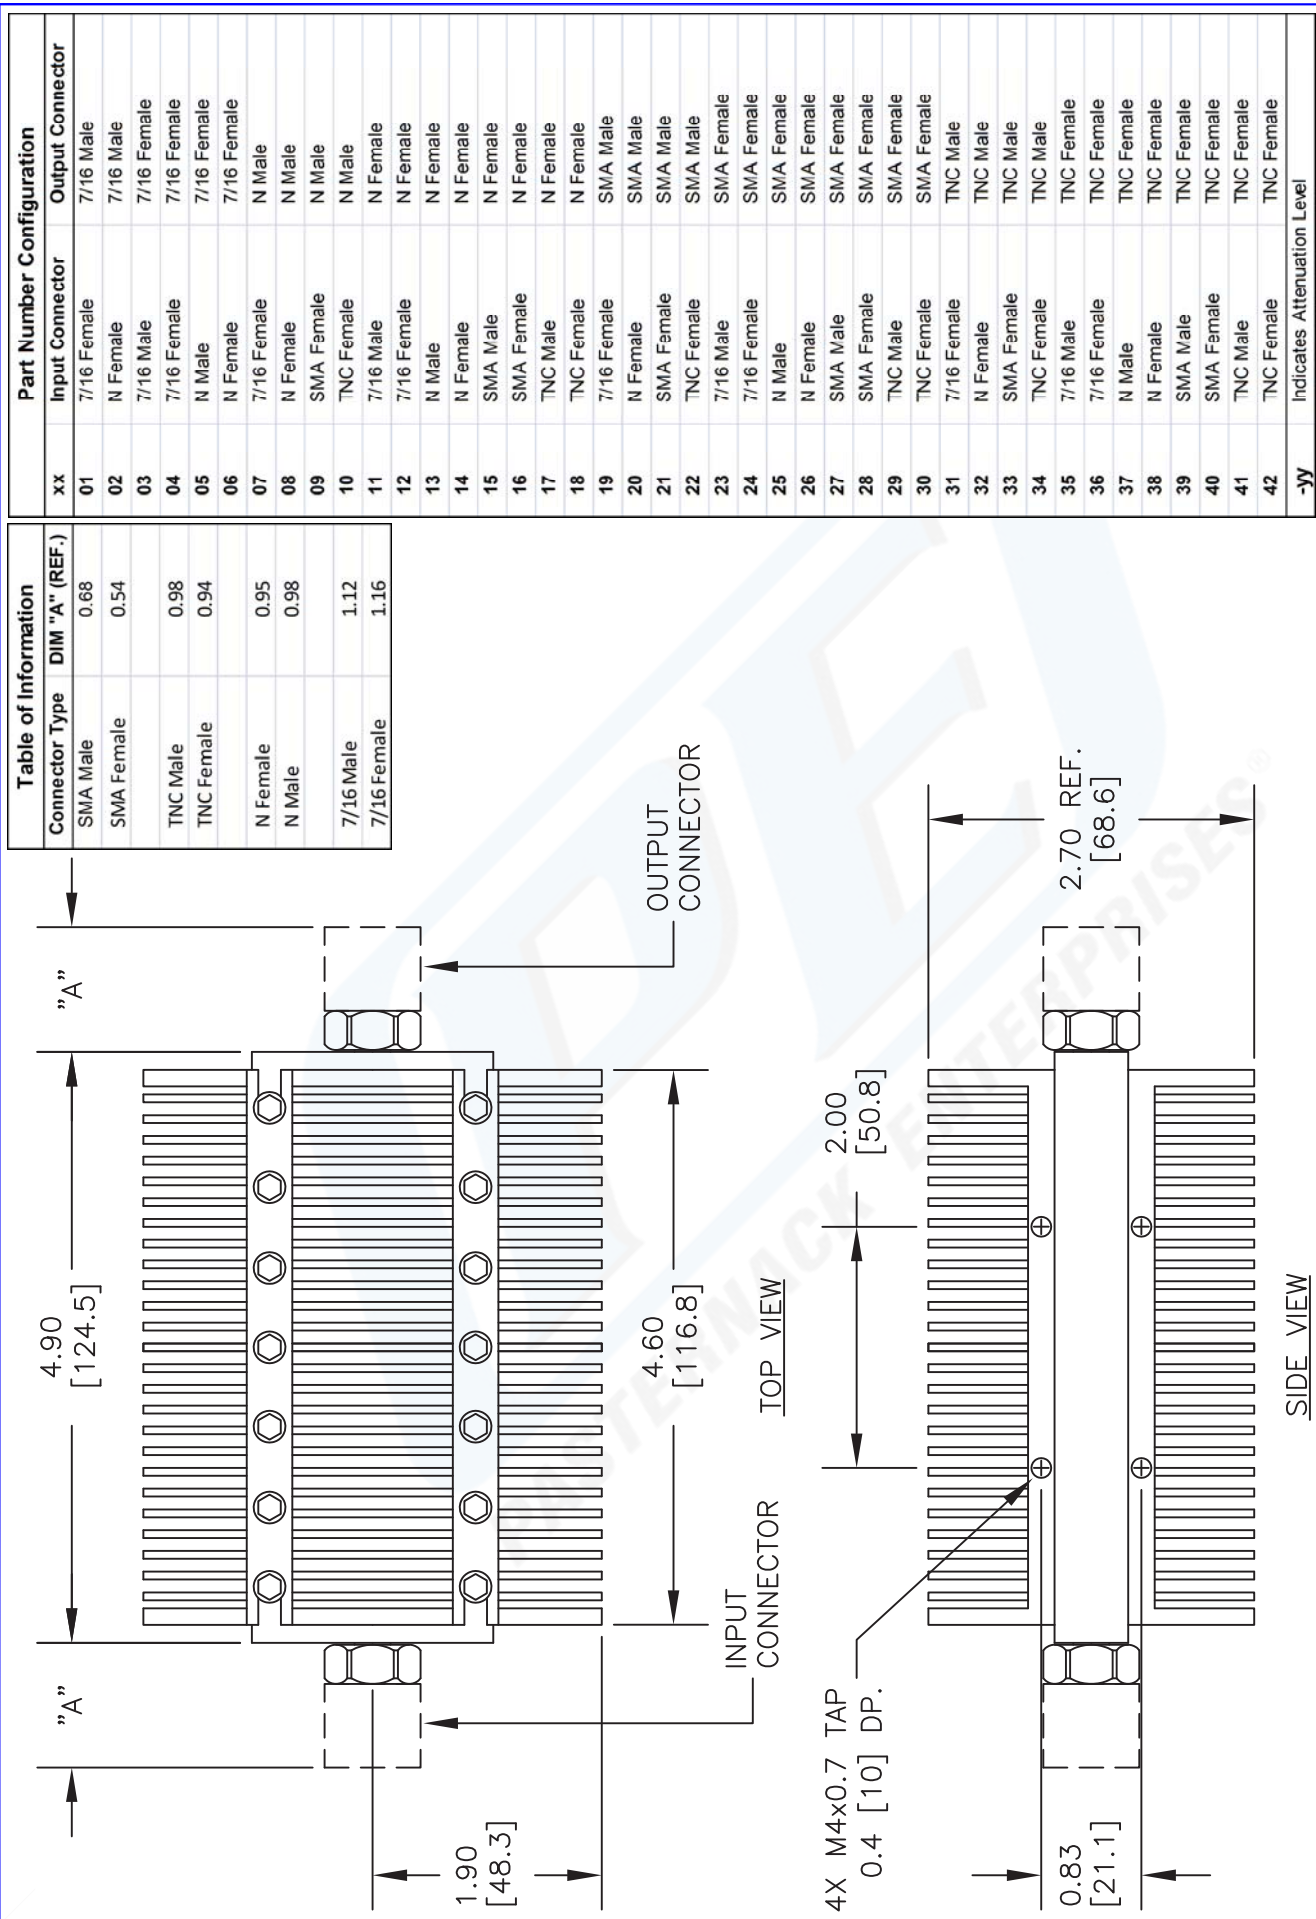 Table of Information
Connector Type DIM "A" (REF.)
SMA Male 0.68
SMA Female 0.54
TNC Male 0.98
TNC Female 0.94
N Female 0.95
N Male 0.98
7/16 Male 1.12
7/16 Female 1.16
Part Number Configuration
xx Input Connector Output Connector
01 7/16 Female 7/16 Male
02 N Female 7/16 Male
03 7/16 Male 7/16 Female
04 7/16 Female 7/16 Female
05 N Male 7/16 Female
06 N Female 7/16 Female
07 7/16 Female N Male
08 N Female N Male
09 SMA Female N Male
10 TNC Female N Male
11 7/16 Male N Female
12 7/16 Female N Female
13 N Male N Female
14 N Female N Female
15 SMA Male N Female
16 SMA Female N Female
17 TNC Male N Female
18 TNC Female N Female
19 7/16 Female SMA Male
20 N Female SMA Male
21 SMA Female SMA Male
22 TNC Female SMA Male
23 7/16 Male SMA Female
24 7/16 Female SMA Female
25 N Male SMA Female
26 N Female SMA Female
27 SMA Male SMA Female
28 SMA Female SMA Female
29 TNC Male SMA Female
30 TNC Female SMA Female
31 7/16 Female TNC Male
32 N Female TNC Male
33 SMA Female TNC Male
34 TNC Female TNC Male
35 7/16 Male TNC Female
36 7/16 Female TNC Female
37 N Male TNC Female
38 N Female TNC Female
39 SMA Male TNC Female
40 SMA Female TNC Female
41 TNC Male TNC Female
42 TNC Female TNC Female
-yy Indicates Attenuation Level
"A"
4.90
[124.5]
"A"
1.90
[48.3]
INPUT
CONNECTOR
4.60
[116.8]
OUTPUT
CONNECTOR
TOP VIEW
4X M4x0.7 TAP
0.4 [10] DP.
2.00
[50.8]
0.83
[21.1]
2.70 REF.
[68.6]
SIDE VIEW
PEI
PASTERNACK ENTERPRISES®